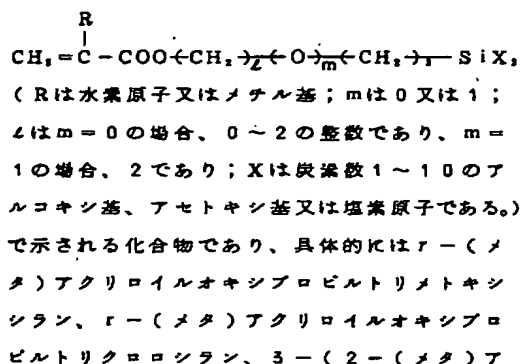 R
|
CH₂=C-COO(CH₂)ℓ(O)m(CH₂)₃SiX₃
(Rは水素原子又はメチル基;mは0又は1;
ℓはm=0の場合、0~2の整数であり、m=
1の場合、2であり;Xは炭素数1~10のア
ルコキシ基、アセトキシ基又は塩素原子である。)
で示される化合物であり、具体的にはr-(メ
タ)アクリロイルオキシプロピルトリメトキシ
シラン、r-(メタ)アクリロイルオキシプロ
ピルトリクロロシラン、3-(2-(メタ)ア